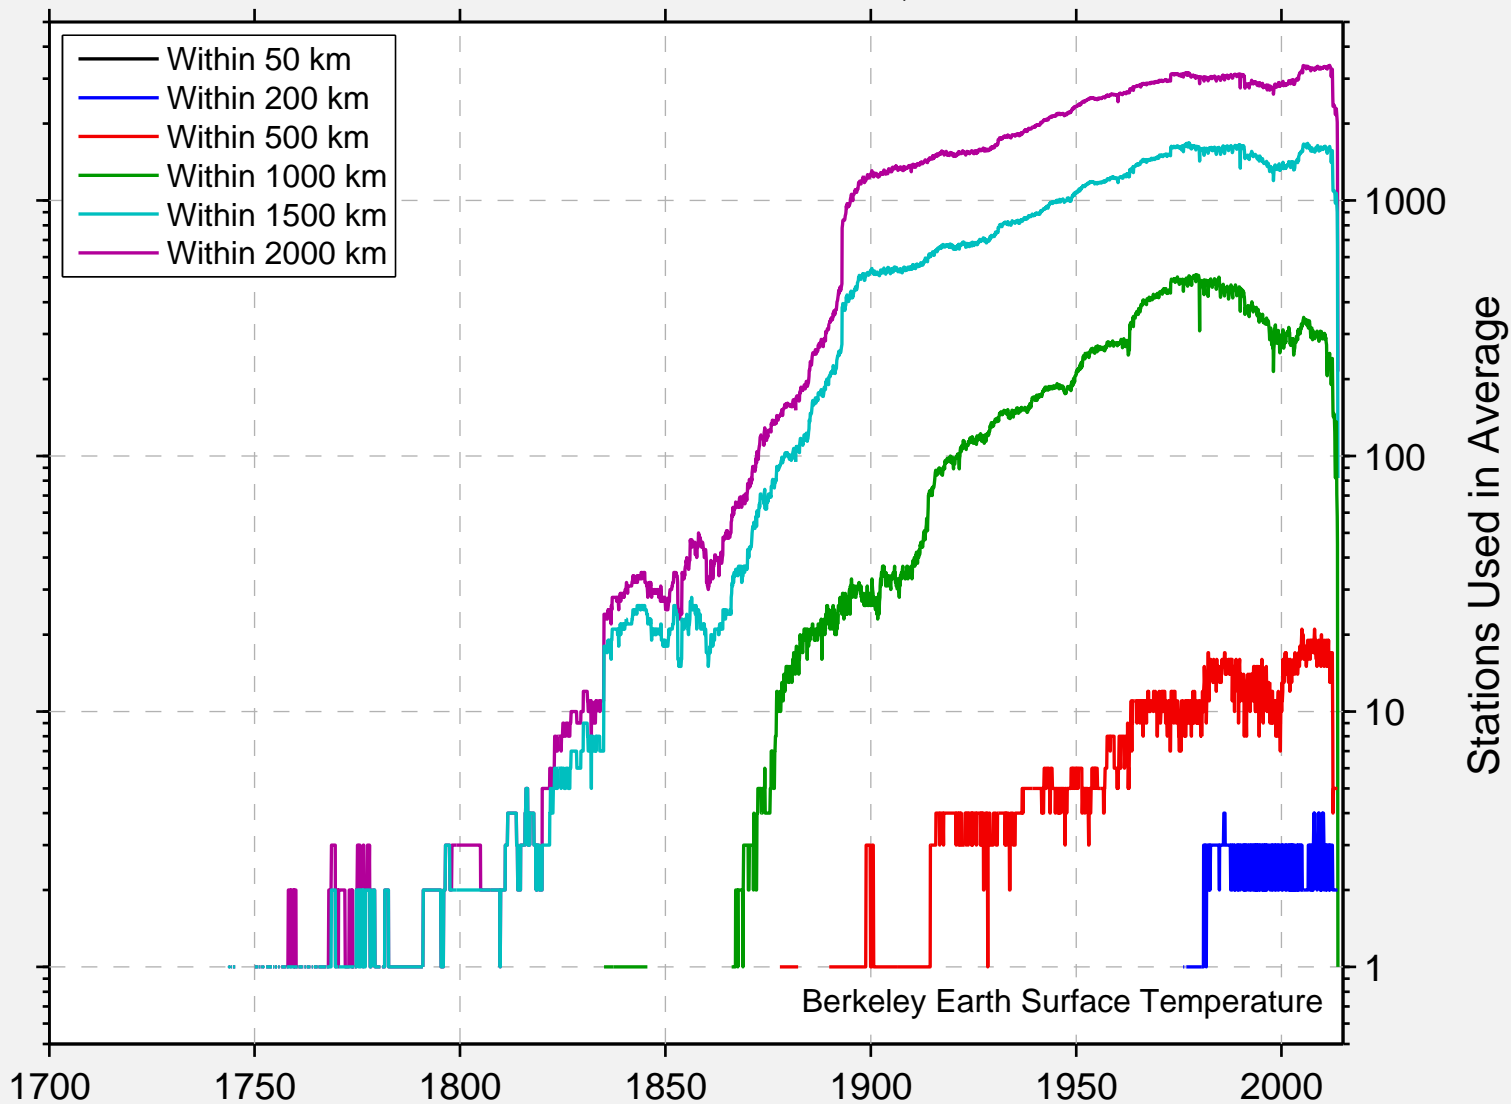 Within 50 km
Within 200 km
Within 500 km
Within 1000 km
Within 1500 km
Within 2000 km
1000
100
10
1
Stations Used in Average
Berkeley Earth Surface Temperature
1700 1750 1800 1850 1900 1950 2000